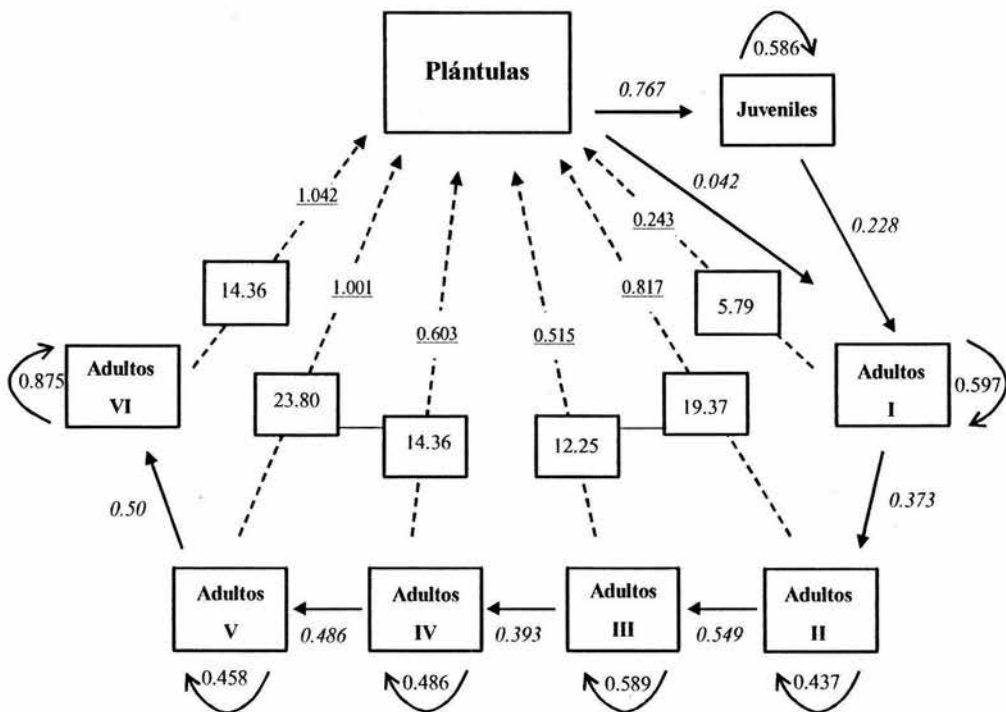 Plántulas
0.586
0.767
Juveniles
0.042
1.042
0.243
0.228
14.36
1.001
0.817
5.79
0.603
0.515
0.875
Adultos
VI
23.80
19.37
Adultos
I
0.597
14.36
12.25
0.50
0.373
Adultos
V
0.486
Adultos
IV
0.393
Adultos
III
0.549
Adultos
II
0.458
0.486
0.589
0.437